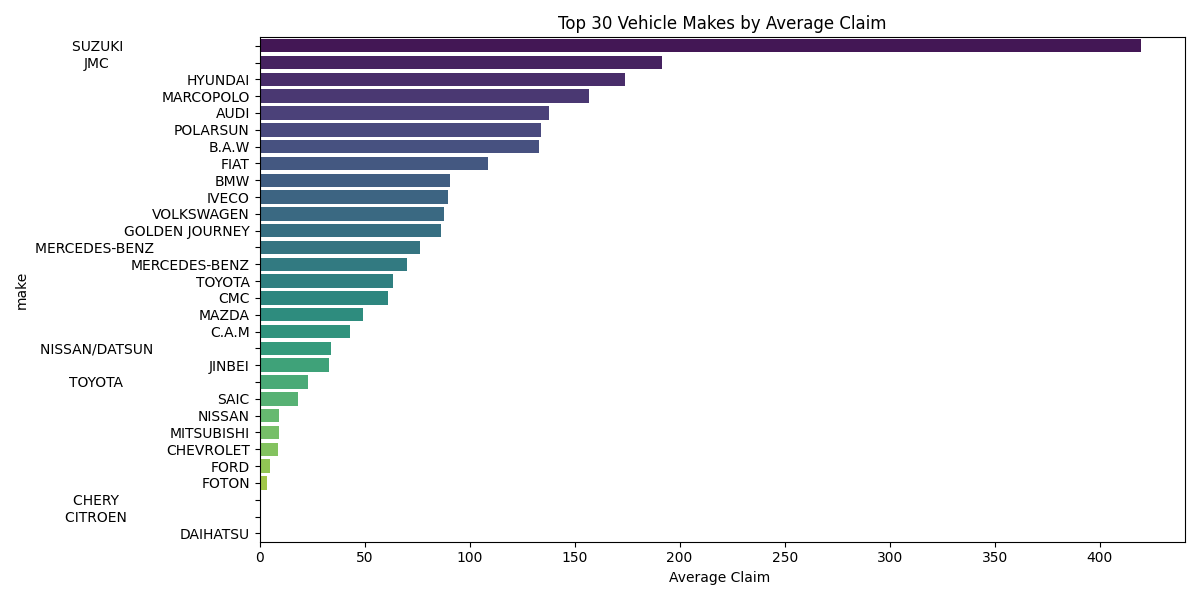 Top 30 Vehicle Makes by Average Claim
SUZUKI
JMC
HYUNDAI
MARCOPOLO
AUDI
POLARSUN
B.A.W
FIAT
BMW
IVECO
VOLKSWAGEN
GOLDEN JOURNEY
MERCEDES-BENZ
MERCEDES-BENZ
TOYOTA
CMC
MAZDA
C.A.M
NISSAN/DATSUN
JINBEI
TOYOTA
SAIC
NISSAN
MITSUBISHI
CHEVROLET
FORD
FOTON
CHERY
CITROEN
DAIHATSU
make
0 50 100 150 200 250 300 350 400
Average Claim